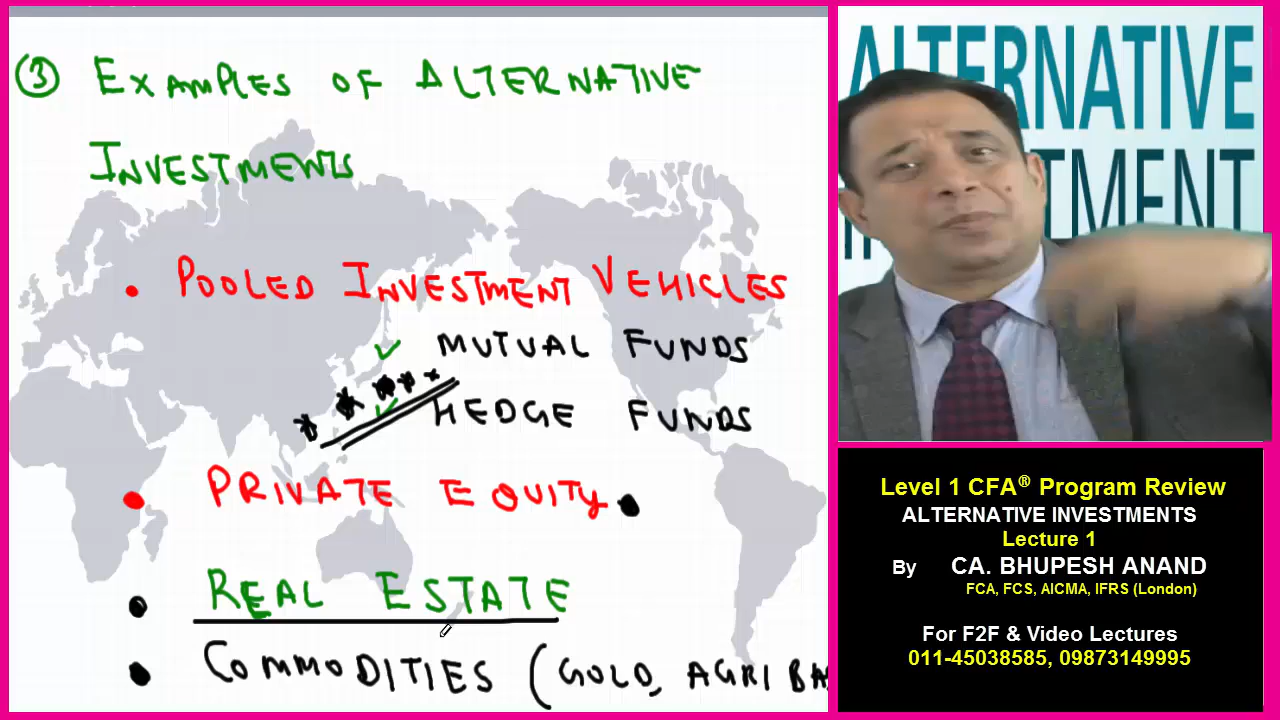 ③ EXAMPLES OF ALTERNATIVE
INVESTMENTS
• POOLED INVESTMENT VEHICLES
✓ MUTUAL FUNDS
✓ HEDGE FUNDS
• PRIVATE EQUITY
• REAL ESTATE
• COMMODITIES (GOLD, AGRI
ALTERNATIVE
INVESTMENT
Level 1 CFA® Program Review
ALTERNATIVE INVESTMENTS
Lecture 1
By CA. BHUPESH ANAND
FCA, FCS, AICMA, IFRS (London)
For F2F & Video Lectures
011-45038585, 09873149995